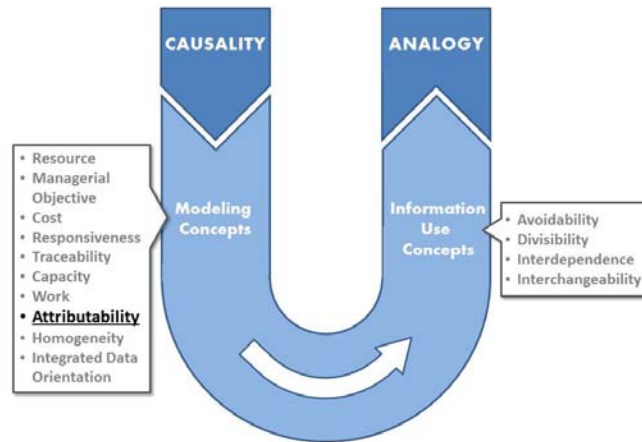 CAUSALITY
ANALOGY
• Resource
• Managerial
Objective
• Cost
• Responsiveness
• Traceability
• Capacity
• Work
• Attributability
• Homogeneity
• Integrated Data
Orientation
Modeling
Concepts
Information
Use
Concepts
• Avoidability
• Divisibility
• Interdependence
• Interchangeability